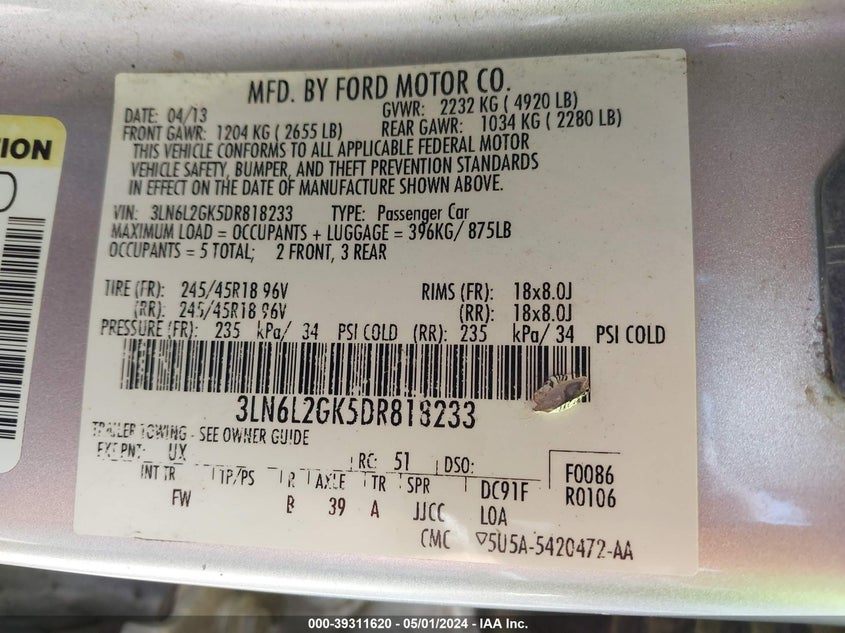 MFD. BY FORD MOTOR CO.
DATE: 04/13 GVWR: 2232 KG ( 4920 LB)
FRONT GAWR: 1204 KG ( 2655 LB) REAR GAWR: 1034 KG ( 2280 LB)
THIS VEHICLE CONFORMS TO ALL APPLICABLE FEDERAL MOTOR
VEHICLE SAFETY, BUMPER, AND THEFT PREVENTION STANDARDS
IN EFFECT ON THE DATE OF MANUFACTURE SHOWN ABOVE.
VIN: 3LN6L2GK5DR818233 TYPE: Passenger Car
MAXIMUM LOAD = OCCUPANTS + LUGGAGE = 396KG/ 875LB
OCCUPANTS = 5 TOTAL; 2 FRONT, 3 REAR
TIRE (FR): 245/45R18 96V RIMS (FR): 18x8.0J
(RR): 245/45R18 96V (RR): 18x8.0J
PRESSURE (FR): 235 kPa/ 34 PSI COLD (RR): 235 kPa/ 34 PSI COLD
3LN6L2GK5DR818233
TRAILER TOWING - SEE OWNER GUIDE
EXT PNT: UX RC: 51 DSO:
INT TR TP/PS R AXLE TR SPR DC91F F0086
FW B 39 A JJCC LOA R0106
CMC ▽5U5A-5420472-AA
TION
000-39311620 - 05/01/2024 - IAA Inc.